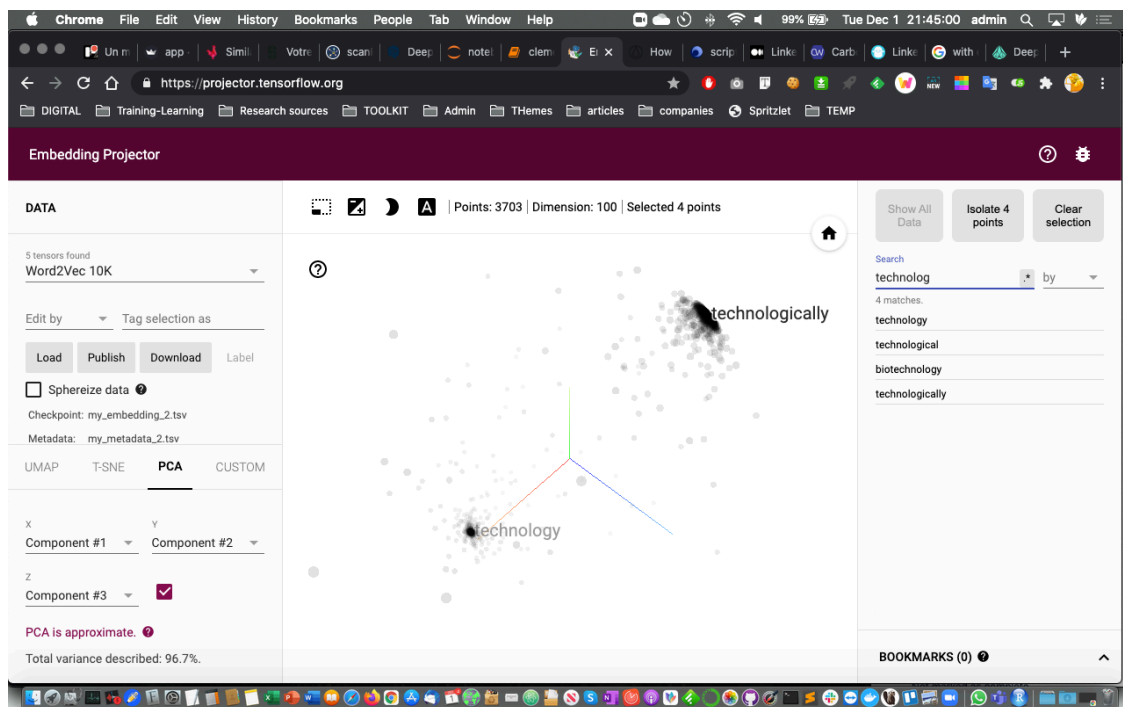 Chrome File Edit View History Bookmarks People Tab Window Help 99% Tue Dec 1 21:45:00 admin
Un m app - Simil Votre scan Deep note clem E How scrip Linke Carb Linke with Deep
https://projector.tensorflow.org
DIGITAL Training-Learning Research sources TOOLKIT Admin THemes articles companies Spritzlet TEMP
Embedding Projector
DATA
5 tensors found
Word2Vec 10K
Edit by Tag selection as
Load Publish Download Label
Sphereize data
Checkpoint: my_embedding_2.tsv
Metadata: my_metadata_2.tsv
UMAP T-SNE PCA CUSTOM
X Y
Component #1 Component #2
Z
Component #3
PCA is approximate.
Total variance described: 96.7%.
A Points: 3703 Dimension: 100 Selected 4 points
technologically
technology
Show All Data
Isolate 4 points
Clear selection
Search
technolog .* by
4 matches.
technology
technological
biotechnology
technologically
BOOKMARKS (0)